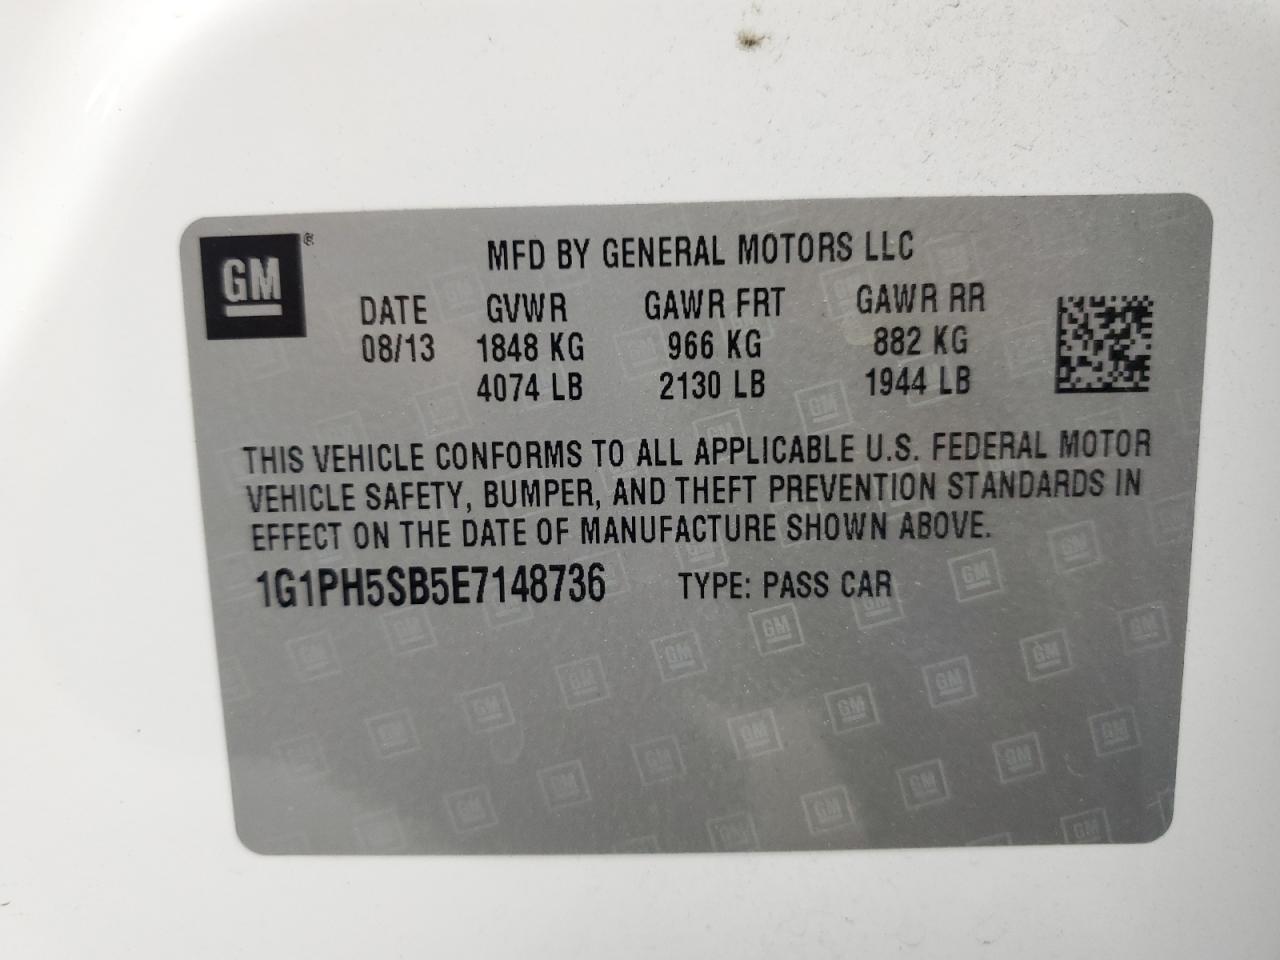 GM®
MFD BY GENERAL MOTORS LLC
DATE GVWR GAWR FRT GAWR RR
08/13 1848 KG 966 KG 882 KG
4074 LB 2130 LB 1944 LB
THIS VEHICLE CONFORMS TO ALL APPLICABLE U.S. FEDERAL MOTOR
VEHICLE SAFETY, BUMPER, AND THEFT PREVENTION STANDARDS IN
EFFECT ON THE DATE OF MANUFACTURE SHOWN ABOVE.
1G1PH5SB5E7148736 TYPE: PASS CAR